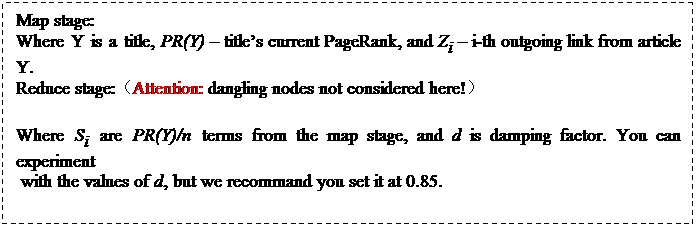 Map stage:
Where Y is a title, PR(Y) – title's current PageRank, and Zi – i-th outgoing link from article
Y.
Reduce stage:（Attention: dangling nodes not considered here!）
Where Si are PR(Y)/n terms from the map stage, and d is damping factor. You can
experiment
with the values of d, but we recommand you set it at 0.85.